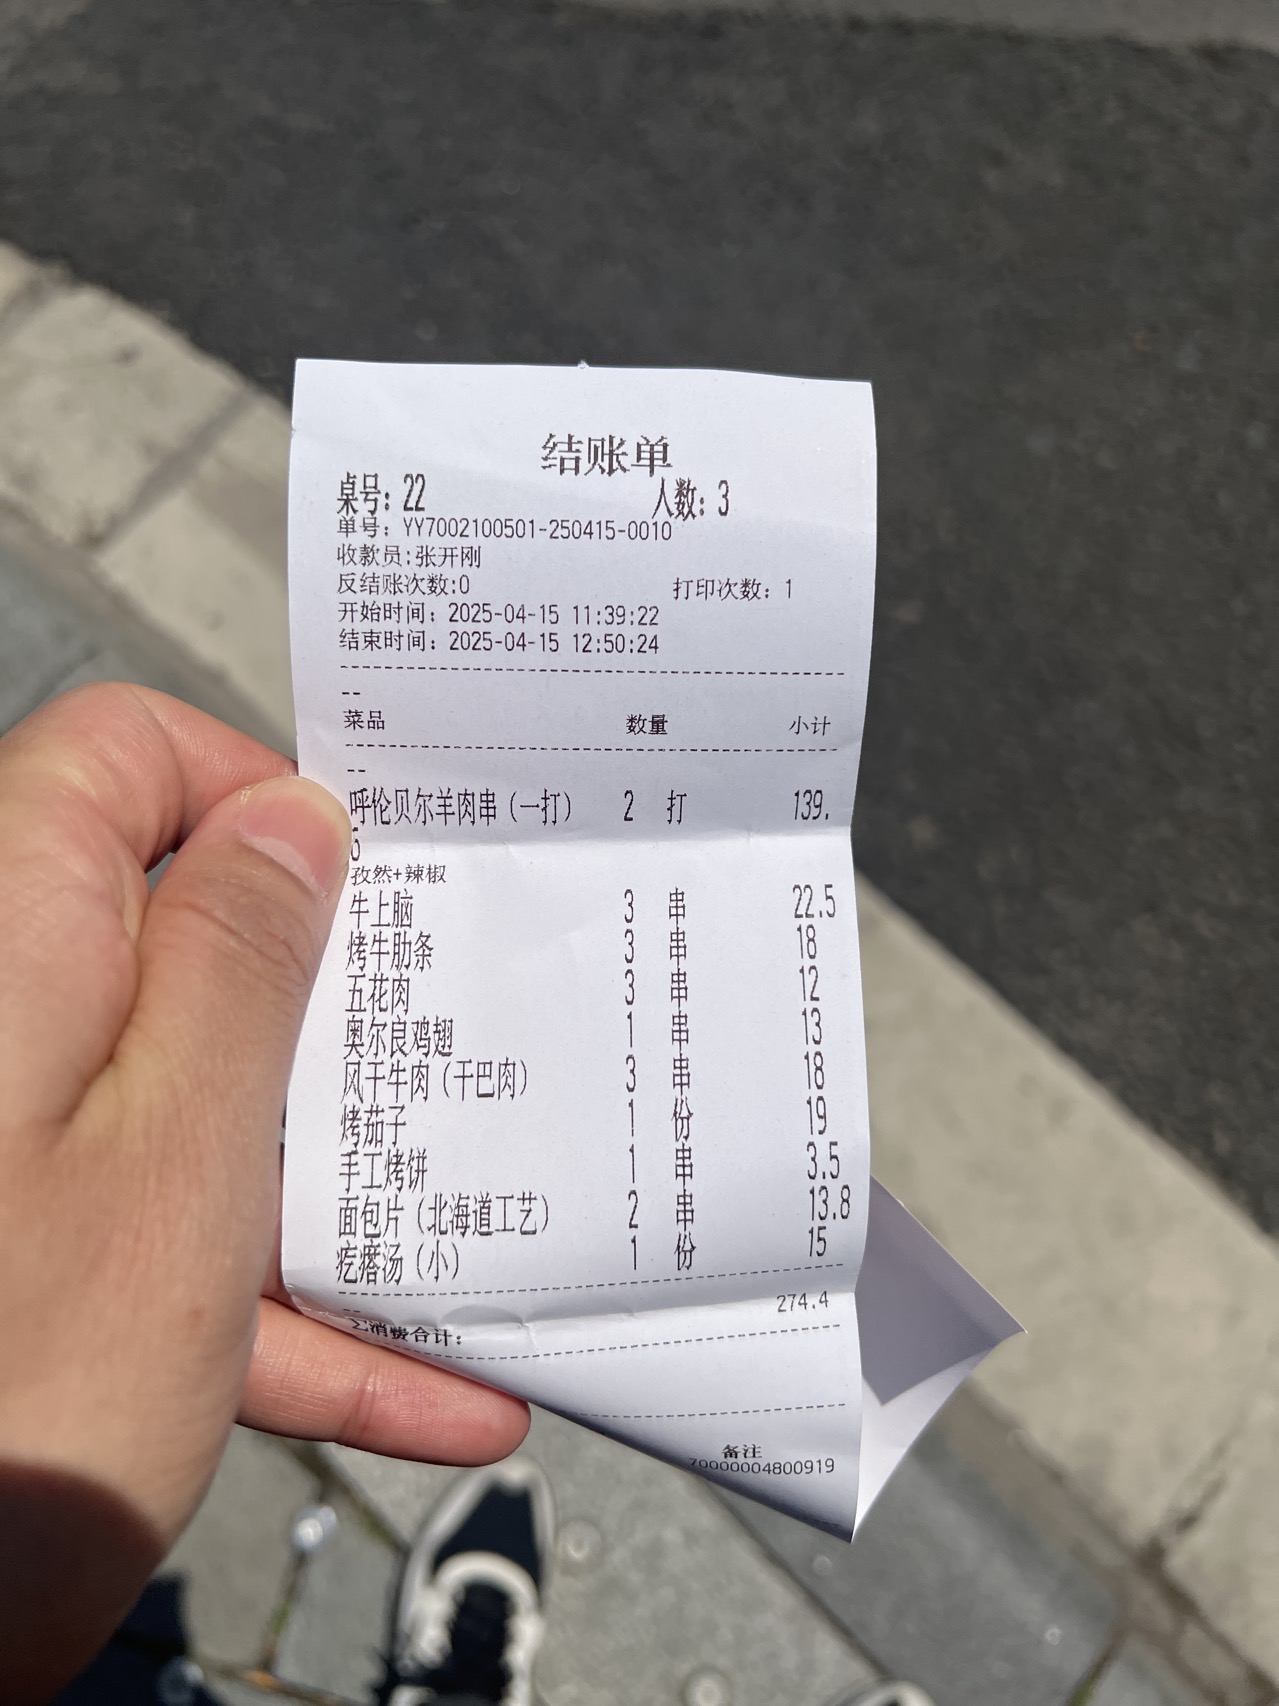 结账单
桌号：22 人数：3
单号：YY7002100501-250415-0010
收款员:张开刚
反结账次数:0 打印次数：1
开始时间：2025-04-15 11:39:22
结束时间：2025-04-15 12:50:24
--
菜品 数量 小计
--
呼伦贝尔羊肉串（一打） 2 打 139.
5
孜然+辣椒
牛上脑 3 串 22.5
烤牛肋条 3 串 18
五花肉 3 串 12
奥尔良鸡翅 1 串 13
风干牛肉（干巴肉） 3 串 18
烤茄子 1 份 19
手工烤饼 1 串 3.5
面包片（北海道工艺） 2 串 13.8
疙瘩汤（小） 1 份 15
--
274.4
∑消费合计：
备注
70000004800919